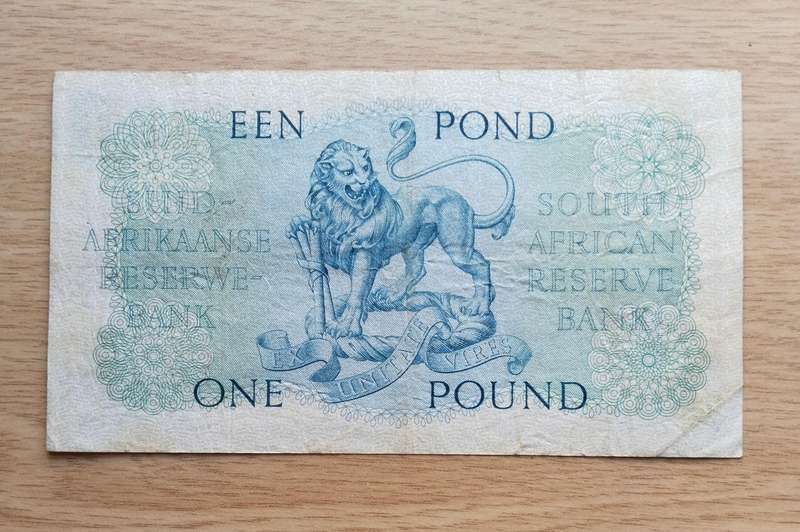 EEN POND
SUID-
AFRIKAANSE
RESERWE-
BANK
SOUTH
AFRICAN
RESERVE
BANK
EX UNITATE VIRES
ONE POUND